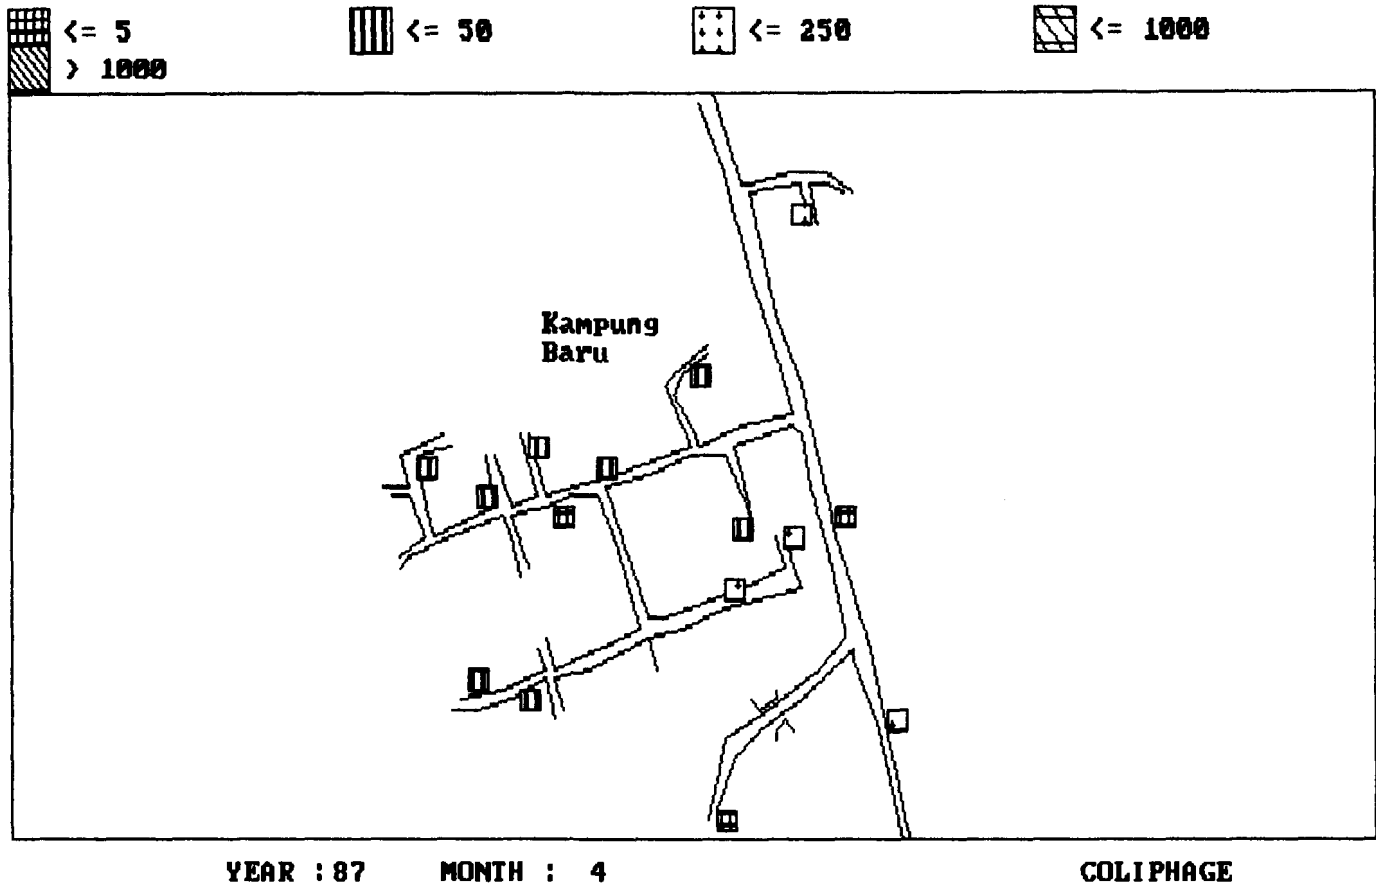 <= 5 <= 50 <= 250 <= 1000
> 1000
Kampung
Baru
YEAR :87 MONTH : 4 COLIPHAGE